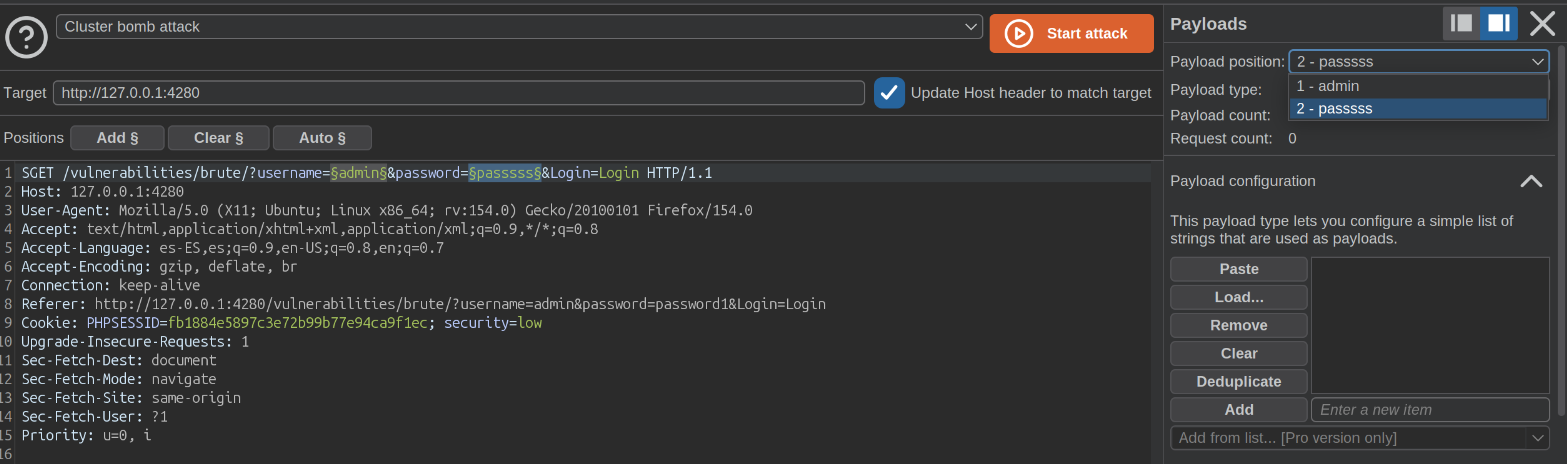 Cluster bomb attack
Start attack
Target http://127.0.0.1:4280 Update Host header to match target
Positions Add § Clear § Auto §
1 SGET /vulnerabilities/brute/?username=§admin§&password=§passsss§&Login=Login HTTP/1.1
2 Host: 127.0.0.1:4280
3 User-Agent: Mozilla/5.0 (X11; Ubuntu; Linux x86_64; rv:154.0) Gecko/20100101 Firefox/154.0
4 Accept: text/html,application/xhtml+xml,application/xml;q=0.9,*/*;q=0.8
5 Accept-Language: es-ES,es;q=0.9,en-US;q=0.8,en;q=0.7
6 Accept-Encoding: gzip, deflate, br
7 Connection: keep-alive
8 Referer: http://127.0.0.1:4280/vulnerabilities/brute/?username=admin&password=password1&Login=Login
9 Cookie: PHPSESSID=fb1884e5897c3e72b99b77e94ca9f1ec; security=low
10 Upgrade-Insecure-Requests: 1
11 Sec-Fetch-Dest: document
12 Sec-Fetch-Mode: navigate
13 Sec-Fetch-Site: same-origin
14 Sec-Fetch-User: ?1
15 Priority: u=0, i
16
Payloads
Payload position: 2 - passsss
1 - admin
2 - passsss
Payload type:
Payload count:
Request count: 0
Payload configuration
This payload type lets you configure a simple list of
strings that are used as payloads.
Paste
Load...
Remove
Clear
Deduplicate
Add Enter a new item
Add from list... [Pro version only]